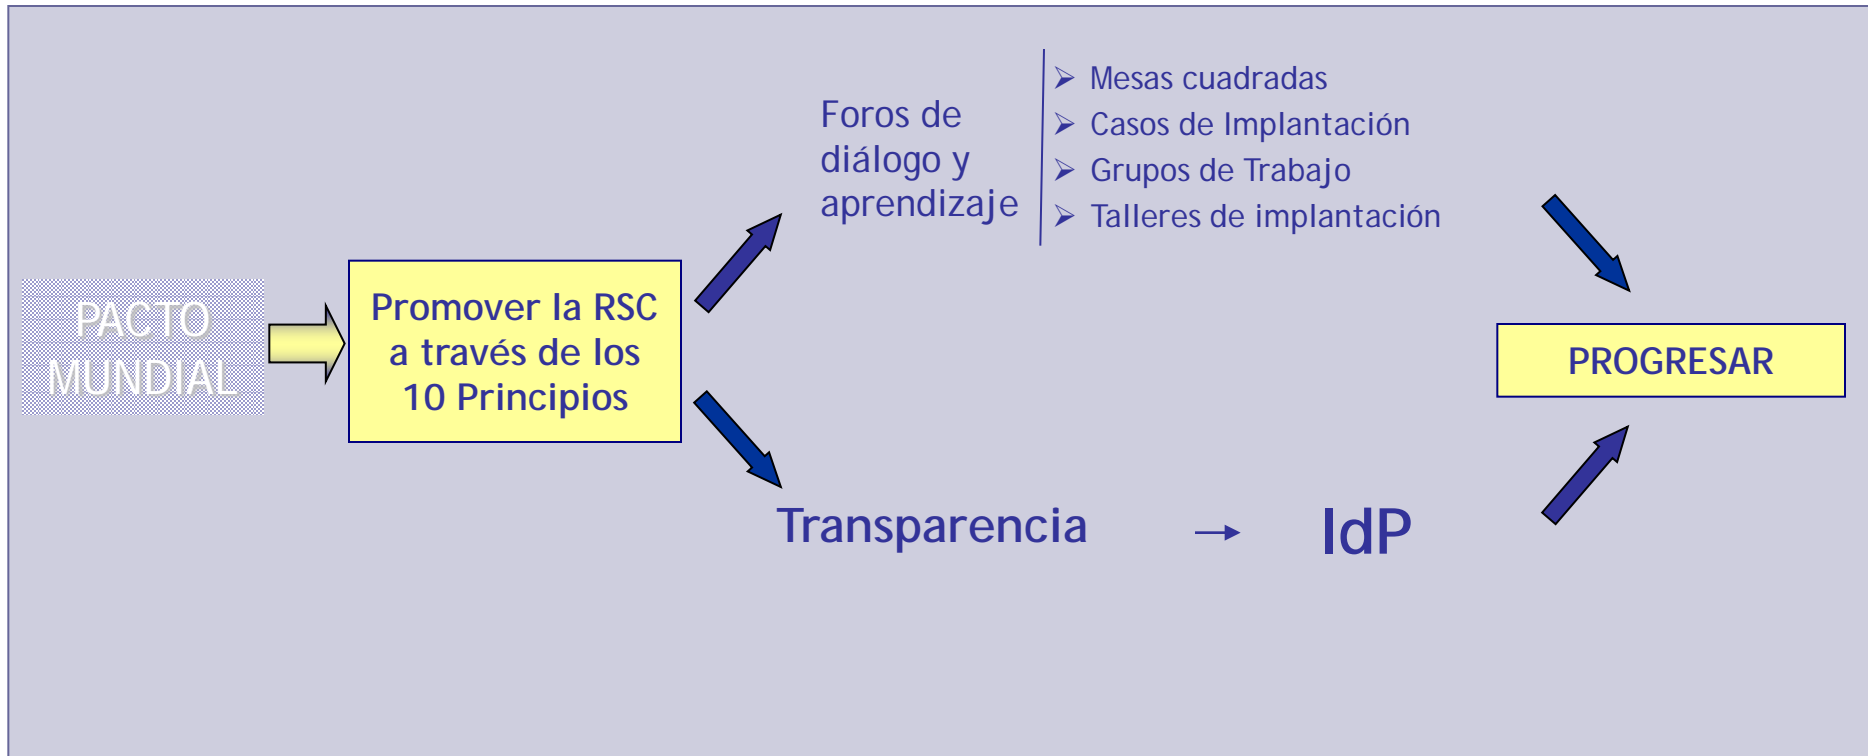 PACTO
MUNDIAL
Promover la RSC
a través de los
10 Principios
Foros de
diálogo y
aprendizaje
Mesas cuadradas
Casos de Implantación
Grupos de Trabajo
Talleres de implantación
Transparencia
IdP
PROGRESAR